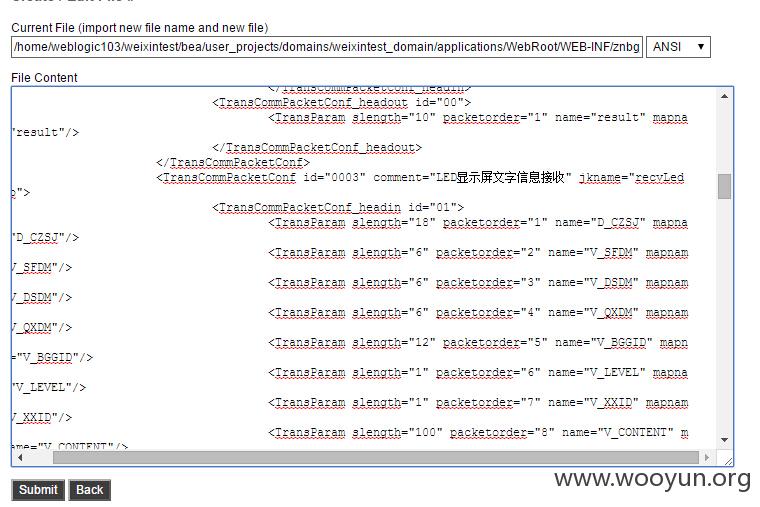 Current File (import new file name and new file)
/home/weblogic103/weixintest/bea/user_projects/domains/weixintest_domain/applications/WebRoot/WEB-INF/znbg
ANSI
File Content
</TransCommPacketConf_headin>
<TransCommPacketConf_headout id="00">
<TransParam slength="10" packetorder="1" name="result" mapna
"result"/>
</TransCommPacketConf_headout>
</TransCommPacketConf>
<TransCommPacketConf id="0003" comment="LED显示屏文字信息接收" jkname="recvLed
">
<TransCommPacketConf_headin id="01">
<TransParam slength="18" packetorder="1" name="D_CZSJ" mapna
"D_CZSJ"/>
<TransParam slength="6" packetorder="2" name="V_SFDM" mapnam
V_SFDM"/>
<TransParam slength="6" packetorder="3" name="V_DSDM" mapnam
V_DSDM"/>
<TransParam slength="6" packetorder="4" name="V_QXDM" mapnam
V_QXDM"/>
<TransParam slength="12" packetorder="5" name="V_BGGID" mapn
="V_BGGID"/>
<TransParam slength="1" packetorder="6" name="V_LEVEL" mapna
"V_LEVEL"/>
<TransParam slength="1" packetorder="7" name="V_XXID" mapnam
V_XXID"/>
<TransParam slength="100" packetorder="8" name="V_CONTENT" m
ame="V_CONTENT"/>
Submit Back
www.wooyun.org